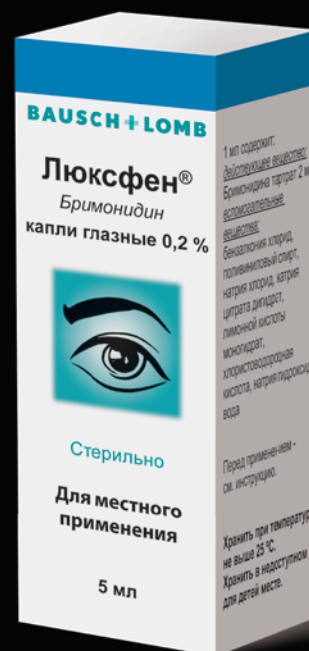 BAUSCH+LOMB
Люксфен®
Бримонидин
капли глазные 0,2 %
Стерильно
Для местного
применения
5 мл
1 мл содержит:
действующее вещество:
Бримонидина тартрат 2 м
вспомогательные
вещества:
бензалкония хлорид,
поливиниловый спирт,
натрия хлорид, натрия
цитрата дигидрат,
лимонной кислоты
моногидрат,
хлористоводородная
кислота, натрия гидроксид
вода
Перед применением -
см. инструкцию.
Хранить при температур
не выше 25 °C.
Хранить в недоступном
для детей месте.